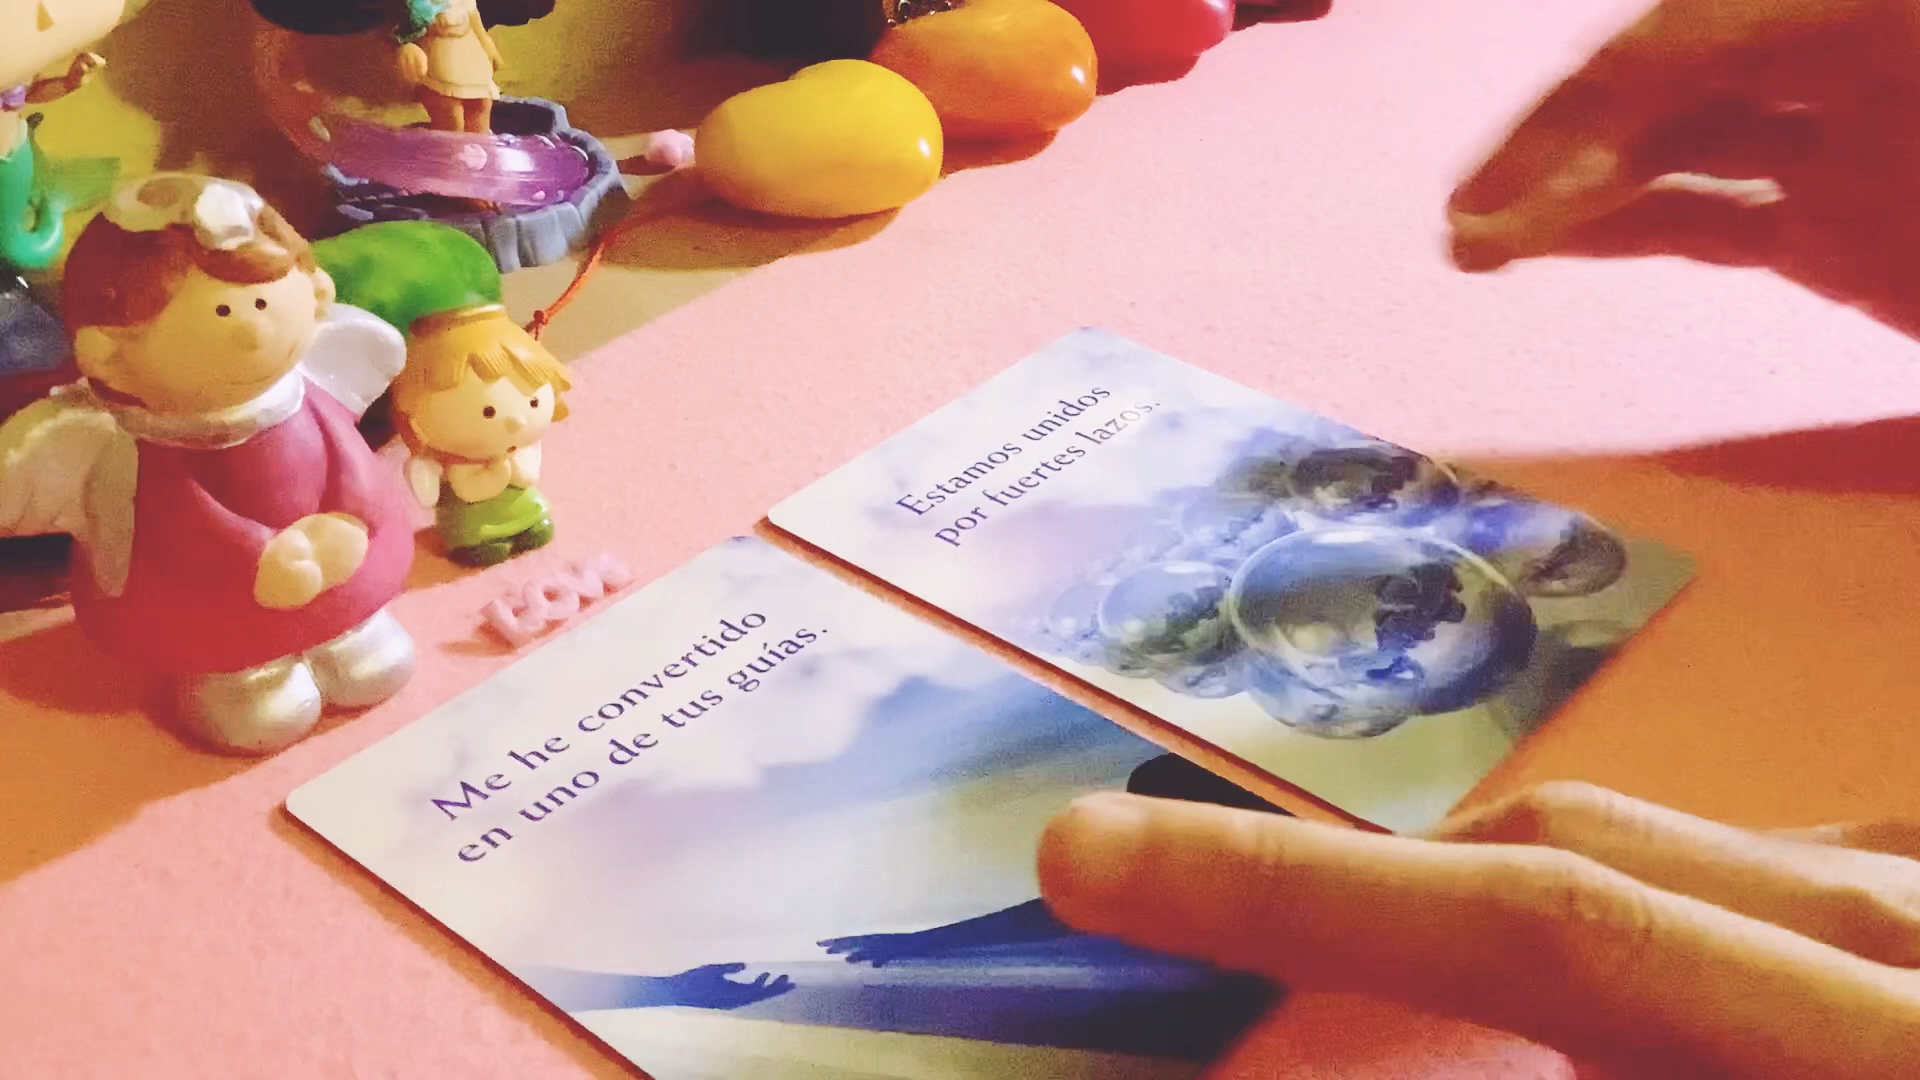 Estamos unidos
por fuertes lazos.
Me he convertido
en uno de tus guías.
LOVE